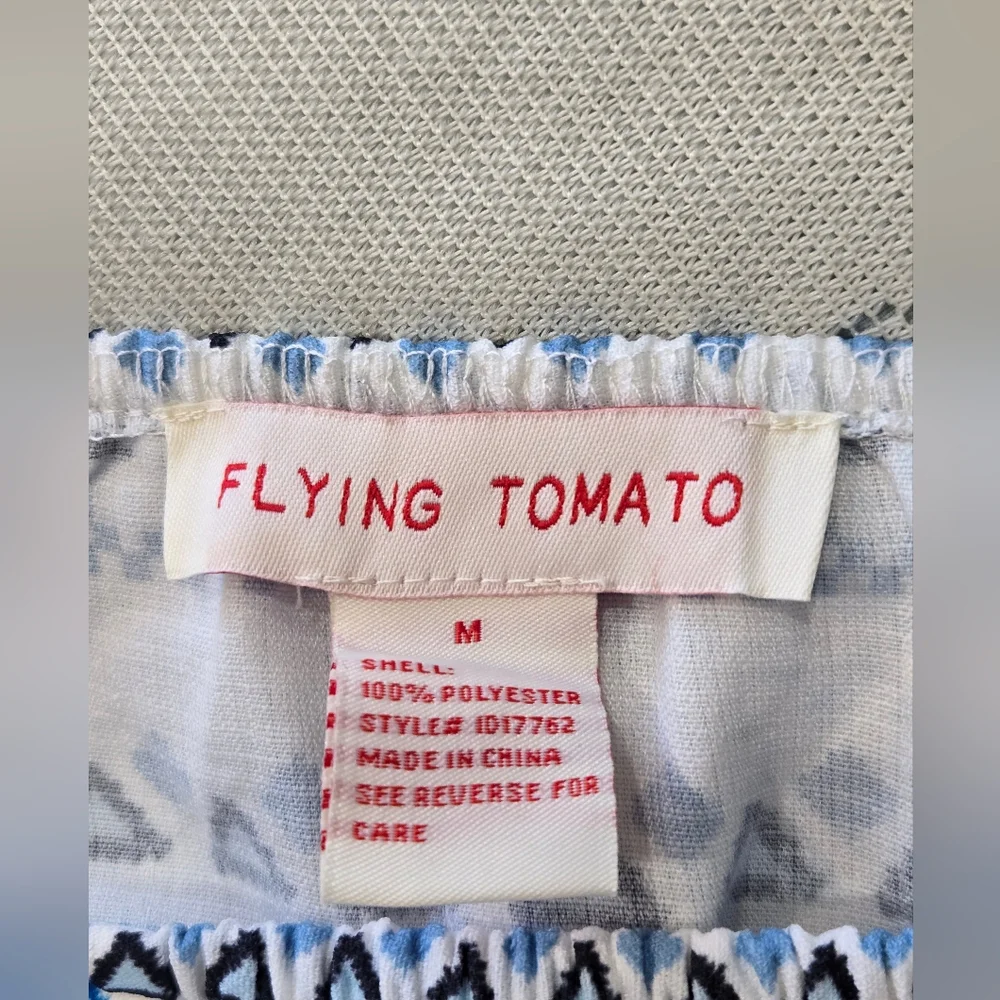 FLYING TOMATO
M
SHELL:
100% POLYESTER
STYLE# ID17762
MADE IN CHINA
SEE REVERSE FOR
CARE